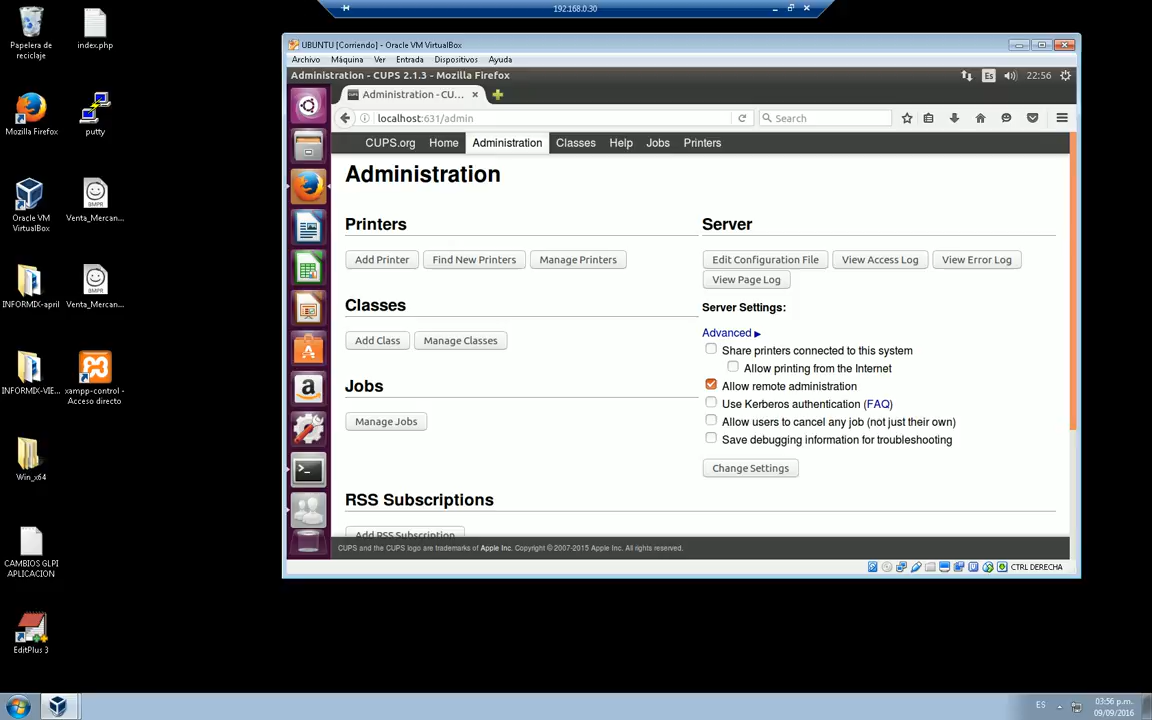 192.168.0.30
Papelera de
reciclaje
index.php
Mozilla Firefox
putty
Oracle VM
VirtualBox
Venta_Mercan...
INFORMIX-april
Venta_Mercan...
INFORMIX-VIE...
xampp-control -
Acceso directo
Win_x64
CAMBIOS GLPI
APLICACION
EditPlus 3
UBUNTU [Corriendo] - Oracle VM VirtualBox
Archivo Máquina Ver Entrada Dispositivos Ayuda
Administration - CUPS 2.1.3 - Mozilla Firefox
Es
22:56
Administration - CU...
localhost:631/admin
Search
CUPS.org Home Administration Classes Help Jobs Printers
Administration
Printers
Add Printer Find New Printers Manage Printers
Classes
Add Class Manage Classes
Jobs
Manage Jobs
Server
Edit Configuration File View Access Log View Error Log
View Page Log
Server Settings:
Advanced ▶
Share printers connected to this system
Allow printing from the Internet
Allow remote administration
Use Kerberos authentication (FAQ)
Allow users to cancel any job (not just their own)
Save debugging information for troubleshooting
Change Settings
RSS Subscriptions
Add RSS Subscription
CUPS and the CUPS logo are trademarks of Apple Inc. Copyright © 2007-2015 Apple Inc. All rights reserved.
CTRL DERECHA
ES
03:56 p.m.
09/09/2016